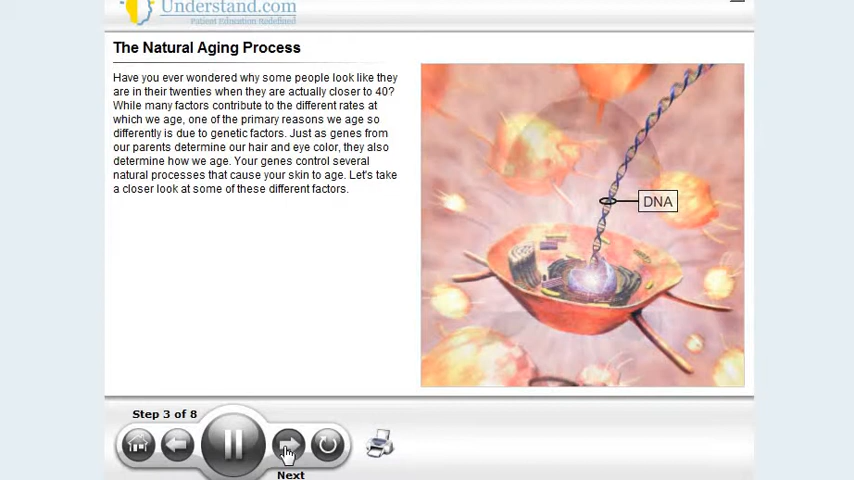 Understand.com
Patient Education Redefined
The Natural Aging Process
Have you ever wondered why some people look like they
are in their twenties when they are actually closer to 40?
While many factors contribute to the different rates at
which we age, one of the primary reasons we age so
differently is due to genetic factors. Just as genes from
our parents determine our hair and eye color, they also
determine how we age. Your genes control several
natural processes that cause your skin to age. Let's take
a closer look at some of these different factors.
DNA
Step 3 of 8
Next